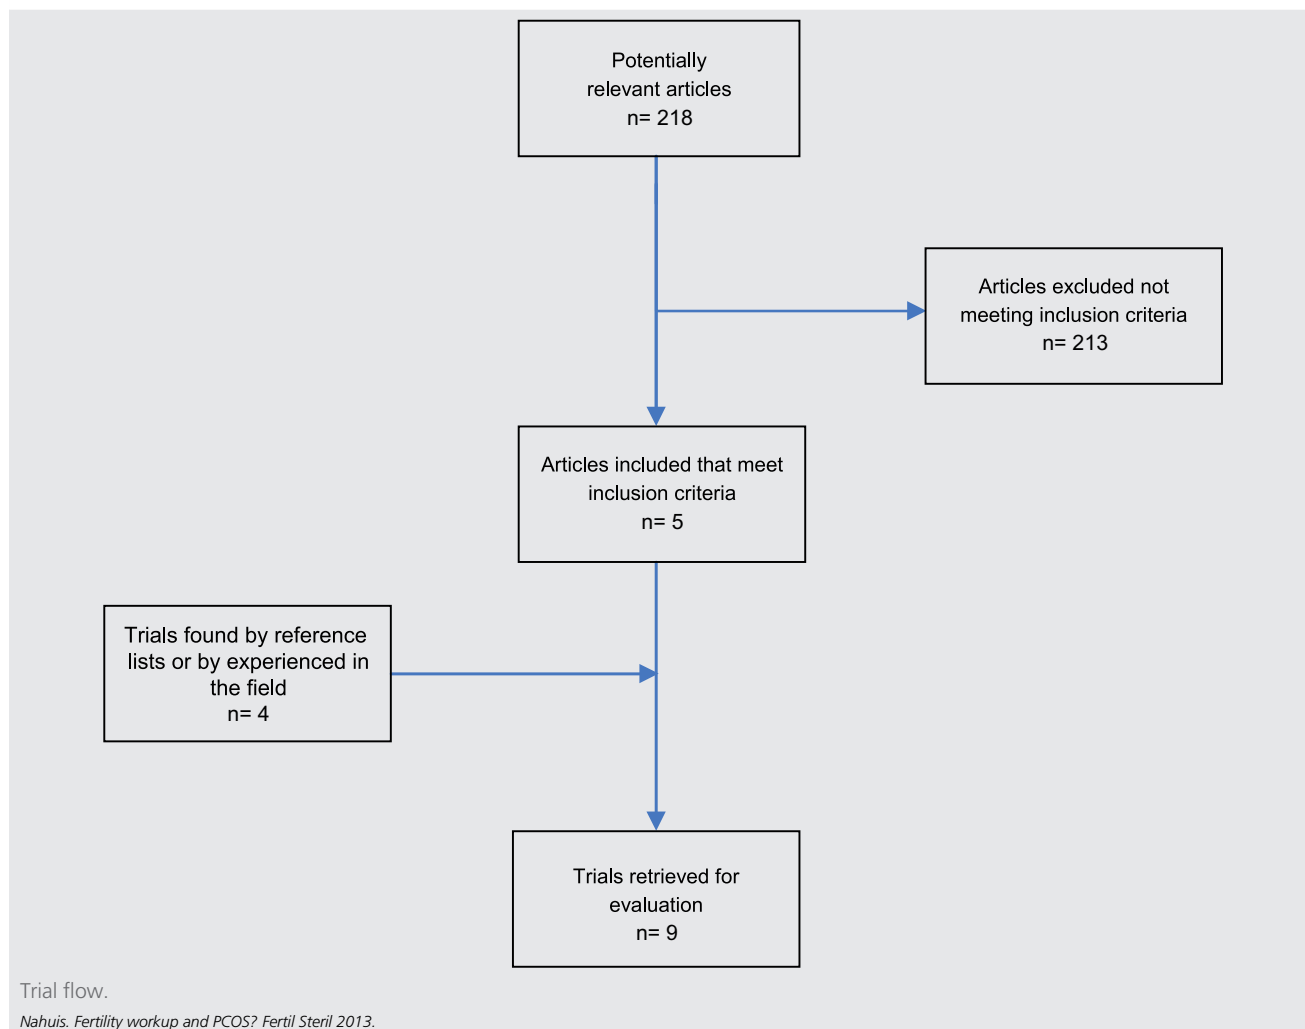 Potentially
relevant articles
n= 218
Articles excluded not
meeting inclusion criteria
n= 213
Articles included that meet
inclusion criteria
n= 5
Trials found by reference
lists or by experienced in
the field
n= 4
Trials retrieved for
evaluation
n= 9
Trial flow.
Nahuis. Fertility workup and PCOS? Fertil Steril 2013.